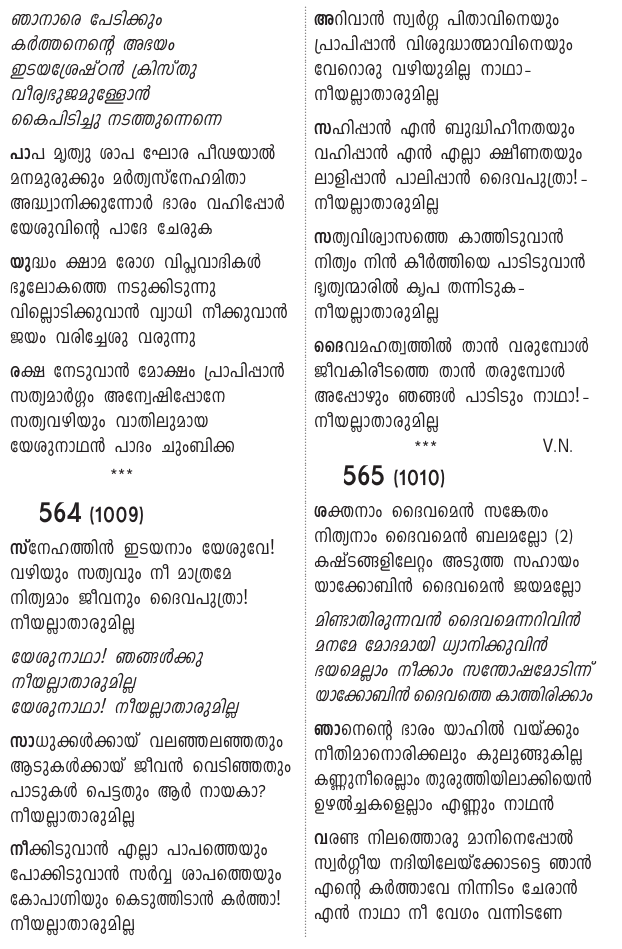 ഞാനാരെ പേടിക്കും
കർത്തനെന്റെ അഭയം
ഇടയശ്രേഷ്ഠൻ ക്രിസ്തു
വീര്യഭുജമുള്ളോൻ
കൈപിടിച്ചു നടത്തുന്നെന്നെ
പാപ മൃത്യു ശാപ ഘോര പീഢയാൽ
മനമുരുക്കും മർത്യസ്നേഹമിതാ
അദ്ധ്വാനിക്കുന്നോർ ഭാരം വഹിപ്പോർ
യേശുവിന്റെ പാദേ ചേരുക
യുദ്ധം ക്ഷാമ രോഗ വിപ്ലവാദികൾ
ഭൂലോകത്തെ നടുക്കിടുന്നു
വില്ലൊടിക്കുവാൻ വ്യാധി നീക്കുവാൻ
ജയം വരിച്ചേശു വരുന്നു
രക്ഷ നേടുവാൻ മോക്ഷം പ്രാപിപ്പാൻ
സത്യമാർഗ്ഗം അന്വേഷിപ്പോനേ
സത്യവഴിയും വാതിലുമായ
യേശുനാഥൻ പാദം ചുംബിക്ക
***
564 (1009)
സ്നേഹത്തിൻ ഇടയനാം യേശുവേ!
വഴിയും സത്യവും നീ മാത്രമേ
നിത്യമാം ജീവനും ദൈവപുത്രാ!
നീയല്ലാതാരുമില്ല
യേശുനാഥാ! ഞങ്ങൾക്കു
നീയല്ലാതാരുമില്ല
യേശുനാഥാ! നീയല്ലാതാരുമില്ല
സാധുക്കൾക്കായ് വലഞ്ഞലഞ്ഞതും
ആടുകൾക്കായ് ജീവൻ വെടിഞ്ഞതും
പാടുകൾ പെട്ടതും ആർ നായകാ?
നീയല്ലാതാരുമില്ല
നീക്കിടുവാൻ എല്ലാ പാപത്തെയും
പോക്കിടുവാൻ സർവ്വ ശാപത്തെയും
കോപാഗ്നിയും കെടുത്തിടാൻ കർത്താ!
നീയല്ലാതാരുമില്ല
അറിവാൻ സ്വർഗ്ഗ പിതാവിനെയും
പ്രാപിപ്പാൻ വിശുദ്ധാത്മാവിനെയും
വേറൊരു വഴിയുമില്ല നാഥാ-
നീയല്ലാതാരുമില്ല
സഹിപ്പാൻ എൻ ബുദ്ധിഹീനതയും
വഹിപ്പാൻ എൻ എല്ലാ ക്ഷീണതയും
ലാളിപ്പാൻ പാലിപ്പാൻ ദൈവപുത്രാ!-
നീയല്ലാതാരുമില്ല
സത്യവിശ്വാസത്തെ കാത്തിടുവാൻ
നിത്യം നിൻ കീർത്തിയെ പാടിടുവാൻ
ഭൃത്യന്മാരിൽ കൃപ തന്നിടുക-
നീയല്ലാതാരുമില്ല
ദൈവമഹത്വത്തിൽ താൻ വരുമ്പോൾ
ജീവകിരീടത്തെ താൻ തരുമ്പോൾ
അപ്പോഴും ഞങ്ങൾ പാടിടും നാഥാ!-
നീയല്ലാതാരുമില്ല
*** V.N.
565 (1010)
ശക്തനാം ദൈവമെൻ സങ്കേതം
നിത്യനാം ദൈവമെൻ ബലമല്ലോ (2)
കഷ്ടങ്ങളിലേറ്റം അടുത്ത സഹായം
യാക്കോബിൻ ദൈവമെൻ ജയമല്ലോ
മിണ്ടാതിരുന്നവൻ ദൈവമെന്നറിവിൻ
മനമേ മോദമായി ധ്യാനിക്കുവിൻ
ഭയമെല്ലാം നീക്കാം സന്തോഷമോടിന്ന്
യാക്കോബിൻ ദൈവത്തെ കാത്തിരിക്കാം
ഞാനെന്റെ ഭാരം യാഹിൽ വയ്ക്കും
നീതിമാനൊരിക്കലും കുലുങ്ങുകില്ല
കണ്ണുനീരെല്ലാം തുരുത്തിയിലാക്കിയെൻ
ഉഴൽച്ചകളെല്ലാം എണ്ണും നാഥൻ
വരണ്ട നിലത്തൊരു മാനിനെപ്പോൽ
സ്വർഗ്ഗീയ നദിയിലേയ്ക്കോടട്ടെ ഞാൻ
എന്റെ കർത്താവേ നിന്നിടം ചേരാൻ
എൻ നാഥാ നീ വേഗം വന്നിടണേ